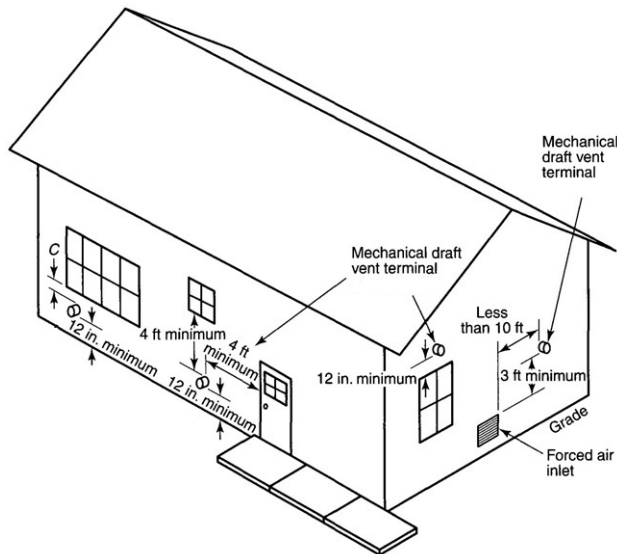 Mechanical
draft vent
terminal
Mechanical draft
vent terminal
C
Less
than 10 ft
4 ft minimum
4 ft
minimum
12 in. minimum
12 in. minimum
12 in. minimum
3 ft minimum
Grade
Forced air
inlet